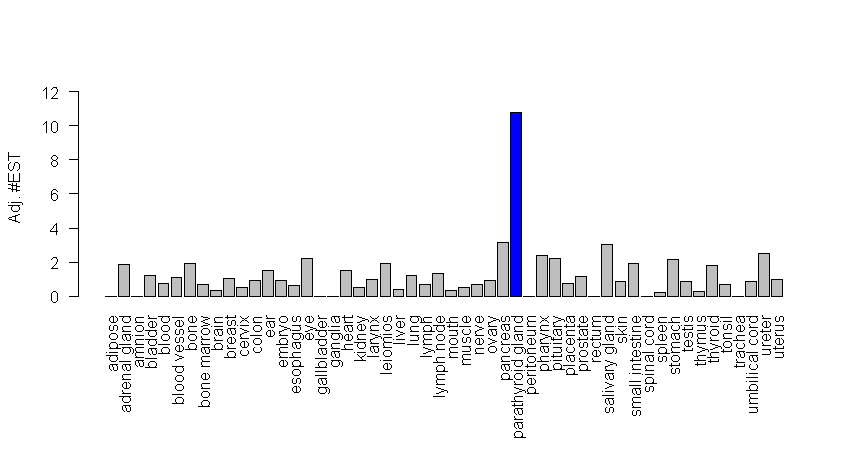 Adj. #EST
12
10
8
6
4
2
0
adipose
adrenal gland
amnion
bladder
blood
blood vessel
bone
bone marrow
brain
breast
cervix
colon
ear
embryo
esophagus
eye
gallbladder
ganglia
heart
kidney
larynx
leiomios
liver
lung
lymph
lymph node
mouth
muscle
nerve
ovary
pancreas
parathyroid gland
peritoneum
pharynx
pituitary
placenta
prostate
rectum
salivary gland
skin
small intestine
spinal cord
spleen
stomach
testis
thymus
thyroid
tonsil
trachea
umbilical cord
ureter
uterus